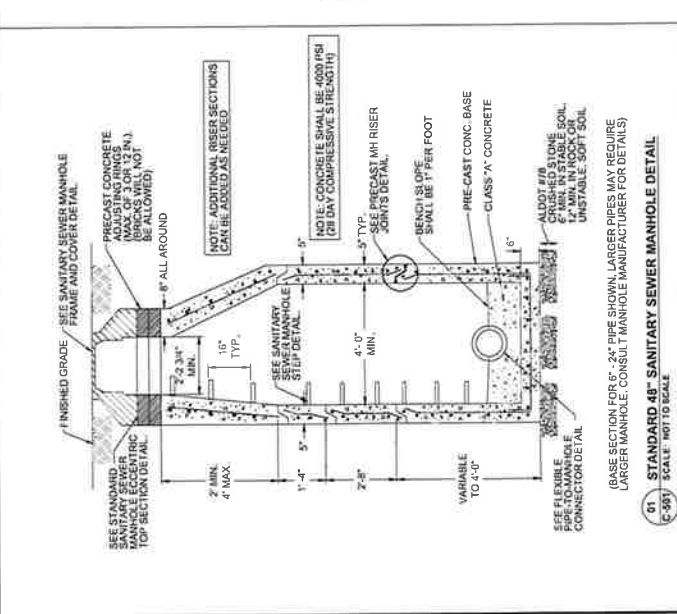 FINISHED GRADE
SEE SANITARY SEWER MANHOLE
FRAME AND COVER DETAIL.
PRECAST CONCRETE
ADJUSTING RINGS
(MAX. OF 3 OR 12 IN.)
(BRICKS WILL NOT
BE ALLOWED)
8" ALL AROUND
SEE STANDARD
SANITARY SEWER
MANHOLE ECCENTRIC
TOP SECTION DETAIL.
2'-2 3/4"
MIN.
NOTE: ADDITIONAL RISER SECTIONS
CAN BE ADDED AS NEEDED
16"
TYP.
2' MIN.
4' MAX.
SEE SANITARY
SEWER MANHOLE
STEP DETAIL.
5"
5"
NOTE: CONCRETE SHALL BE 4000 PSI
(28 DAY COMPRESSIVE STRENGTH)
1'-4"
4'-0"
MIN.
5" TYP.
SEE PRECAST MH RISER
JOINTS DETAIL.
2'-8"
BENCH SLOPE
SHALL BE 1" PER FOOT
PRE-CAST CONC. BASE
CLASS "A" CONCRETE
VARIABLE
TO 4'-0"
6"
SEE FLEXIBLE
PIPE-TO-MANHOLE
CONNECTOR DETAIL
ALDOT #78
CRUSHED STONE
6" MIN. IN STABLE SOIL,
12" MIN. IN ROCK OR
UNSTABLE, SOFT SOIL
(BASE SECTION FOR 6" - 24" PIPE SHOWN, LARGER PIPES MAY REQUIRE
LARGER MANHOLE. CONSULT MANHOLE MANUFACTURER FOR DETAILS)
01 STANDARD 48" SANITARY SEWER MANHOLE DETAIL
C-501 SCALE: NOT TO SCALE